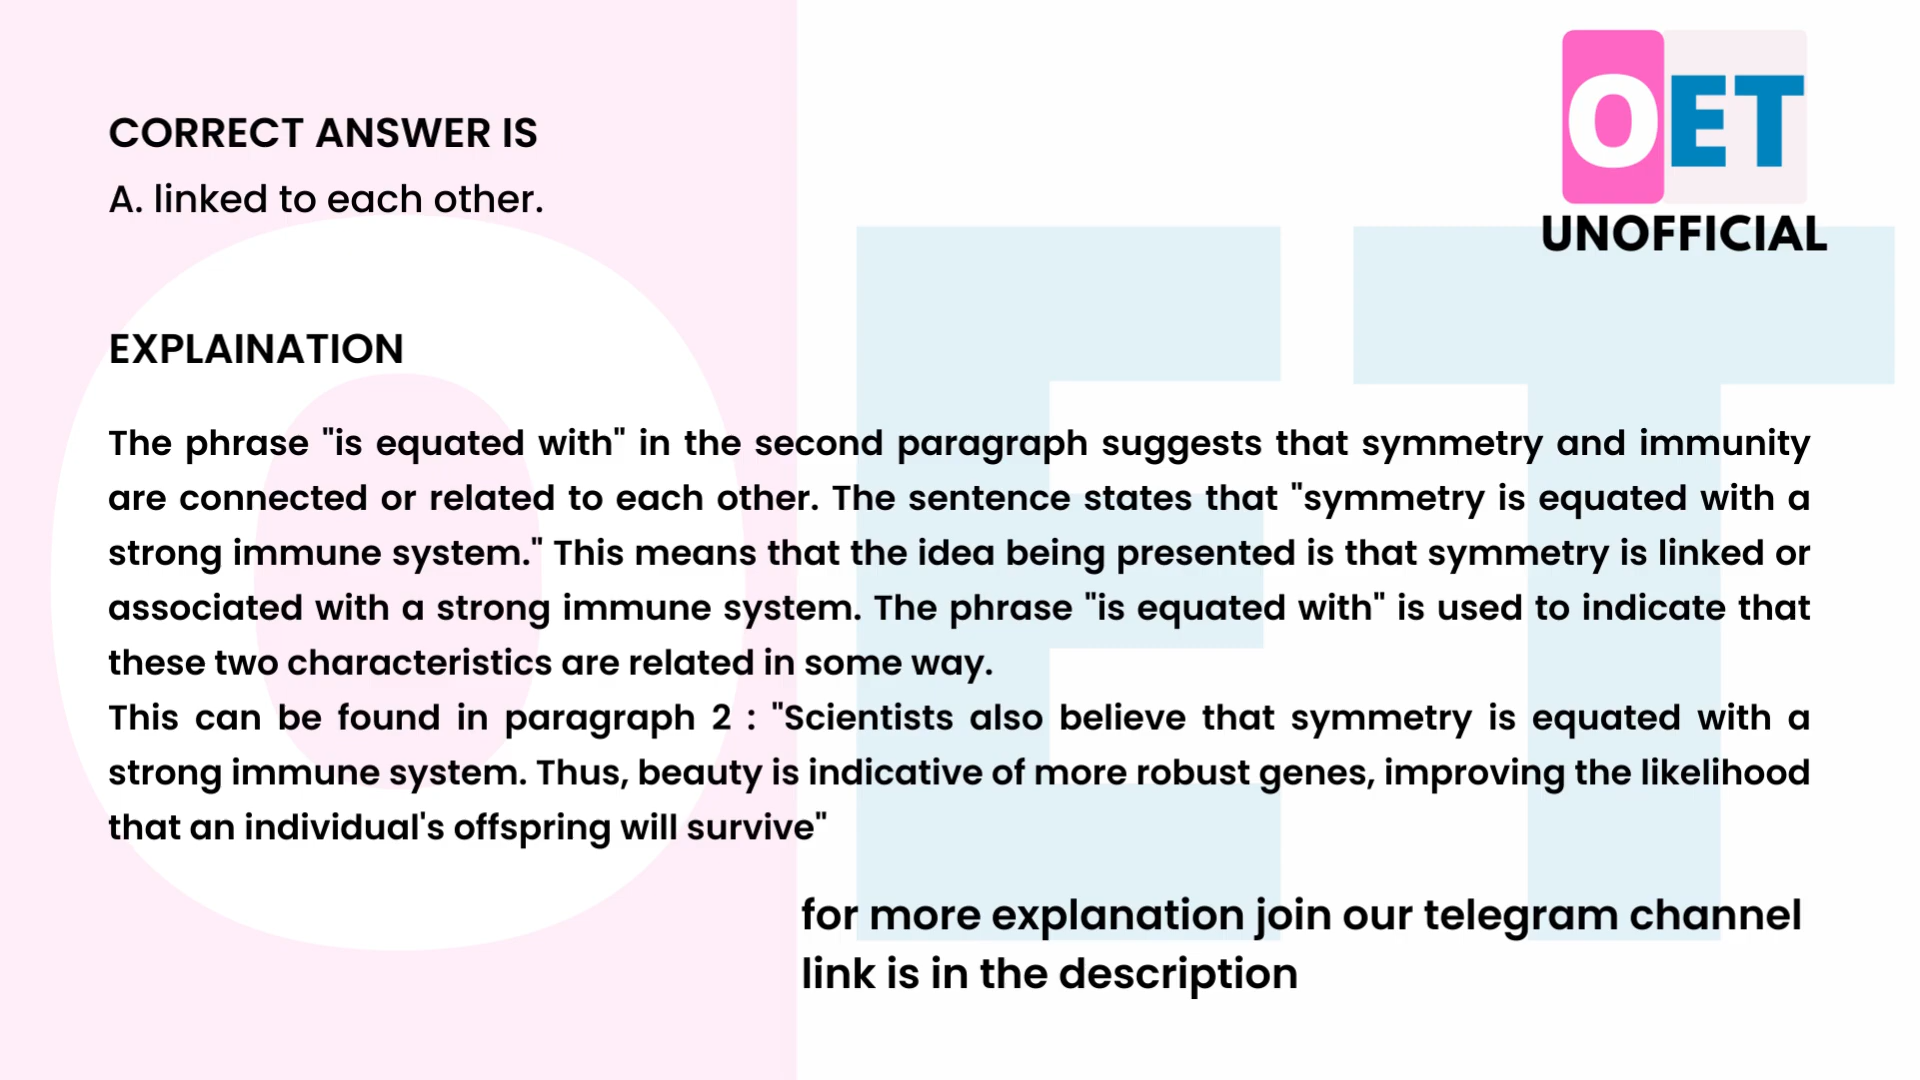 OET
UNOFFICIAL
CORRECT ANSWER IS
A. linked to each other.
EXPLAINATION
The phrase "is equated with" in the second paragraph suggests that symmetry and immunity
are connected or related to each other. The sentence states that "symmetry is equated with a
strong immune system." This means that the idea being presented is that symmetry is linked or
associated with a strong immune system. The phrase "is equated with" is used to indicate that
these two characteristics are related in some way.
This can be found in paragraph 2 : "Scientists also believe that symmetry is equated with a
strong immune system. Thus, beauty is indicative of more robust genes, improving the likelihood
that an individual's offspring will survive"
for more explanation join our telegram channel
link is in the description
OET